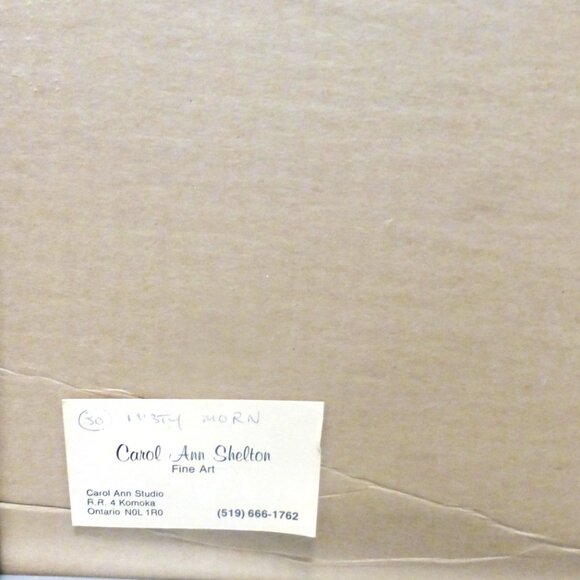 (30) MISTY MORN
Carol Ann Shelton
Fine Art
Carol Ann Studio
R.R. 4 Komoka
Ontario N0L 1R0
(519) 666-1762